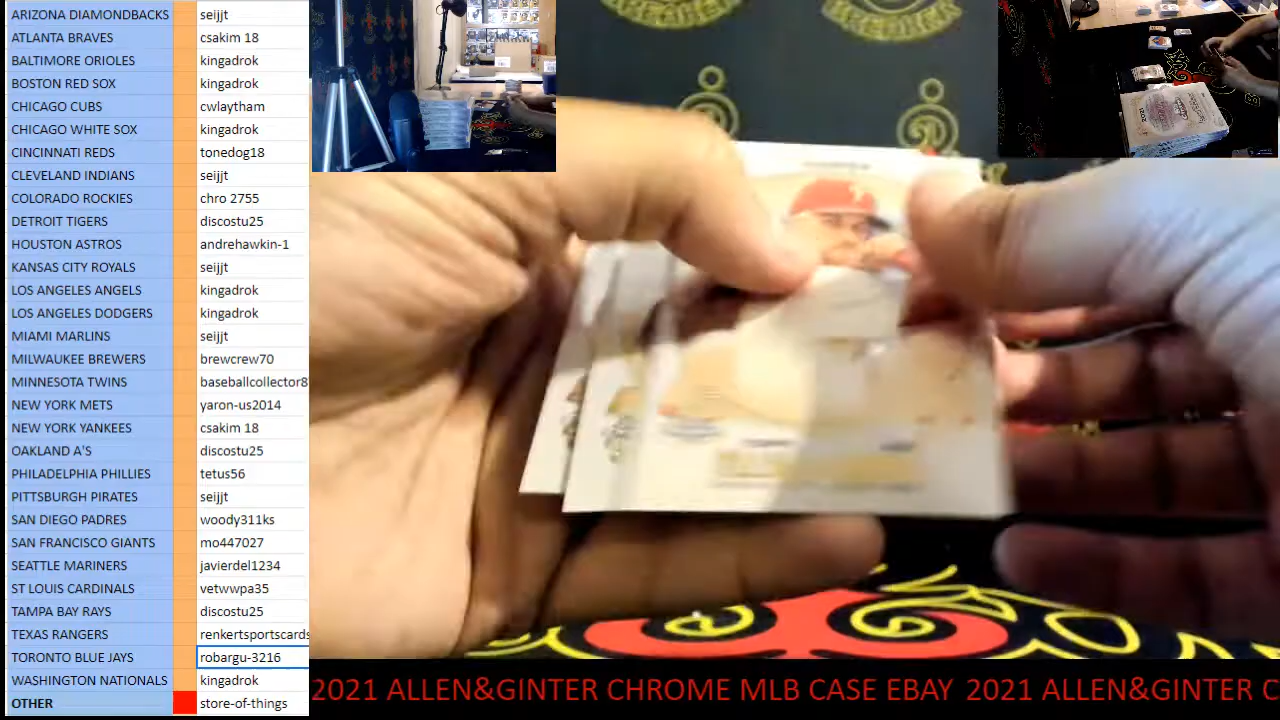 ARIZONA DIAMONDBACKS seijjt
ATLANTA BRAVES csakim 18
BALTIMORE ORIOLES kingadrok
BOSTON RED SOX kingadrok
CHICAGO CUBS cwlaytham
CHICAGO WHITE SOX kingadrok
CINCINNATI REDS tonedog18
CLEVELAND INDIANS seijjt
COLORADO ROCKIES chro 2755
DETROIT TIGERS discostu25
HOUSTON ASTROS andrehawkin-1
KANSAS CITY ROYALS seijjt
LOS ANGELES ANGELS kingadrok
LOS ANGELES DODGERS kingadrok
MIAMI MARLINS seijjt
MILWAUKEE BREWERS brewcrew70
MINNESOTA TWINS baseballcollector8
NEW YORK METS yaron-us2014
NEW YORK YANKEES csakim 18
OAKLAND A'S discostu25
PHILADELPHIA PHILLIES tetus56
PITTSBURGH PIRATES seijjt
SAN DIEGO PADRES woody311ks
SAN FRANCISCO GIANTS mo447027
SEATTLE MARINERS javierdel1234
ST LOUIS CARDINALS vetwwpa35
TAMPA BAY RAYS discostu25
TEXAS RANGERS renkertsportscards
TORONTO BLUE JAYS robargu-3216
WASHINGTON NATIONALS kingadrok
OTHER store-of-things
2021 ALLEN&GINTER CHROME MLB CASE EBAY 2021 ALLEN&GINTER C